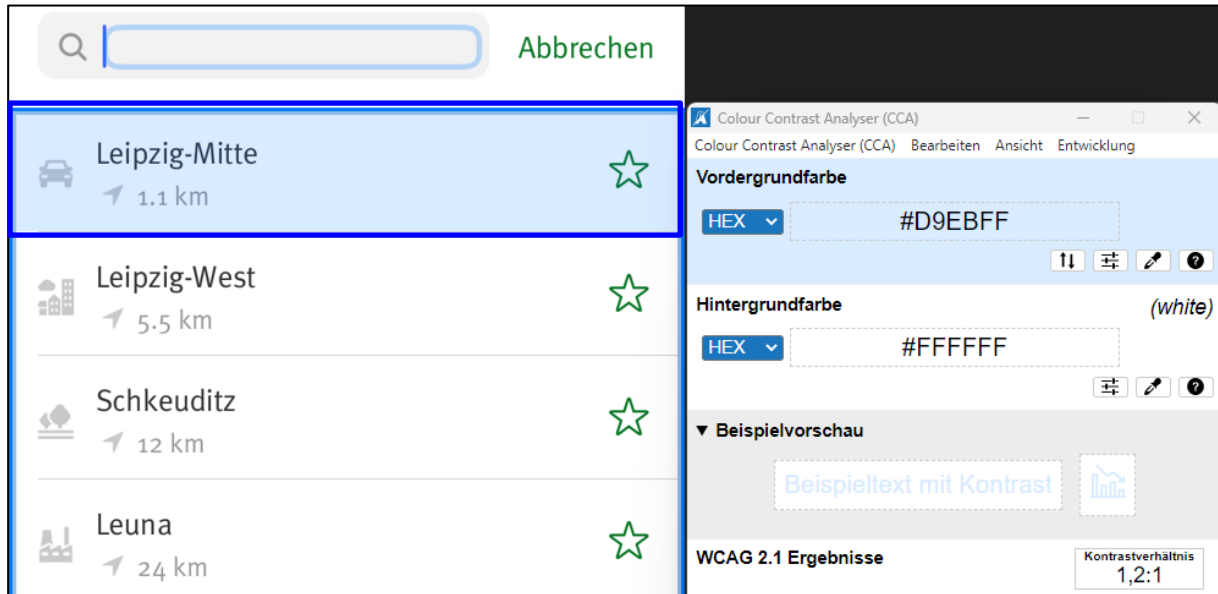 Abbrechen
Leipzig-Mitte
1.1 km
Leipzig-West
5.5 km
Schkeuditz
12 km
Leuna
24 km
Colour Contrast Analyser (CCA)
Colour Contrast Analyser (CCA) Bearbeiten Ansicht Entwicklung
Vordergrundfarbe
HEX #D9EBFF
Hintergrundfarbe (white)
HEX #FFFFFF
▼ Beispielvorschau
Beispieltext mit Kontrast
WCAG 2.1 Ergebnisse
Kontrastverhältnis
1,2:1